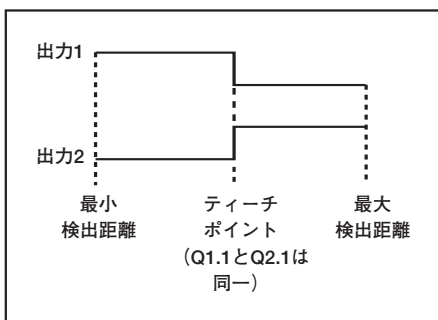 出力1
出力2
最小
検出距離
ティーチ
ポイント
(Q1.1とQ2.1は
同一)
最大
検出距離